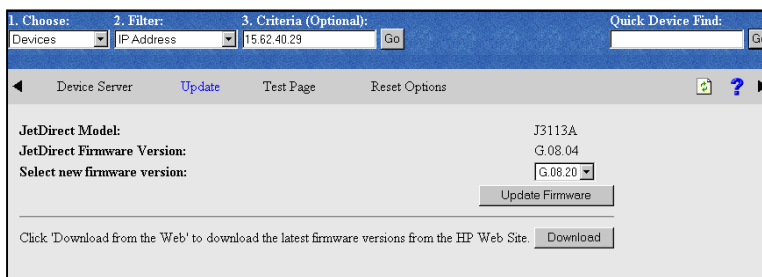 1. Choose: 2. Filter: 3. Criteria (Optional): Quick Device Find:
Devices IP Address 15.62.40.29 Go
Device Server Update Test Page Reset Options ?
JetDirect Model: J3113A
JetDirect Firmware Version: G.08.04
Select new firmware version: G.08.20
Update Firmware
Click 'Download from the Web' to download the latest firmware versions from the HP Web Site. Download